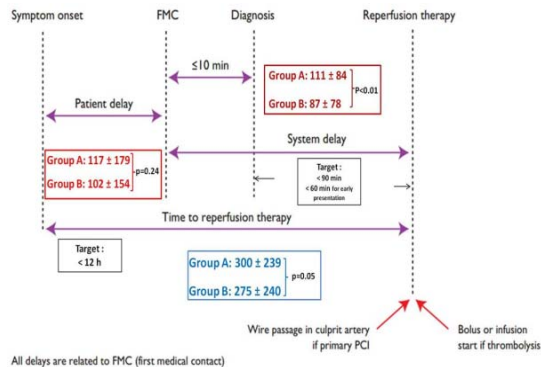 Symptom onset
FMC
Diagnosis
Reperfusion therapy
≤10 min
Group A: 111 ± 84
Group B: 87 ± 78
P<0.01
Patient delay
System delay
Group A: 117 ± 179
Group B: 102 ± 154
p=0.24
Target :
< 90 min
< 60 min for early
presentation
Time to reperfusion therapy
Target :
< 12 h
Group A: 300 ± 239
Group B: 275 ± 240
p=0.05
Wire passage in culprit artery
if primary PCI
Bolus or infusion
start if thrombolysis
All delays are related to FMC (first medical contact)